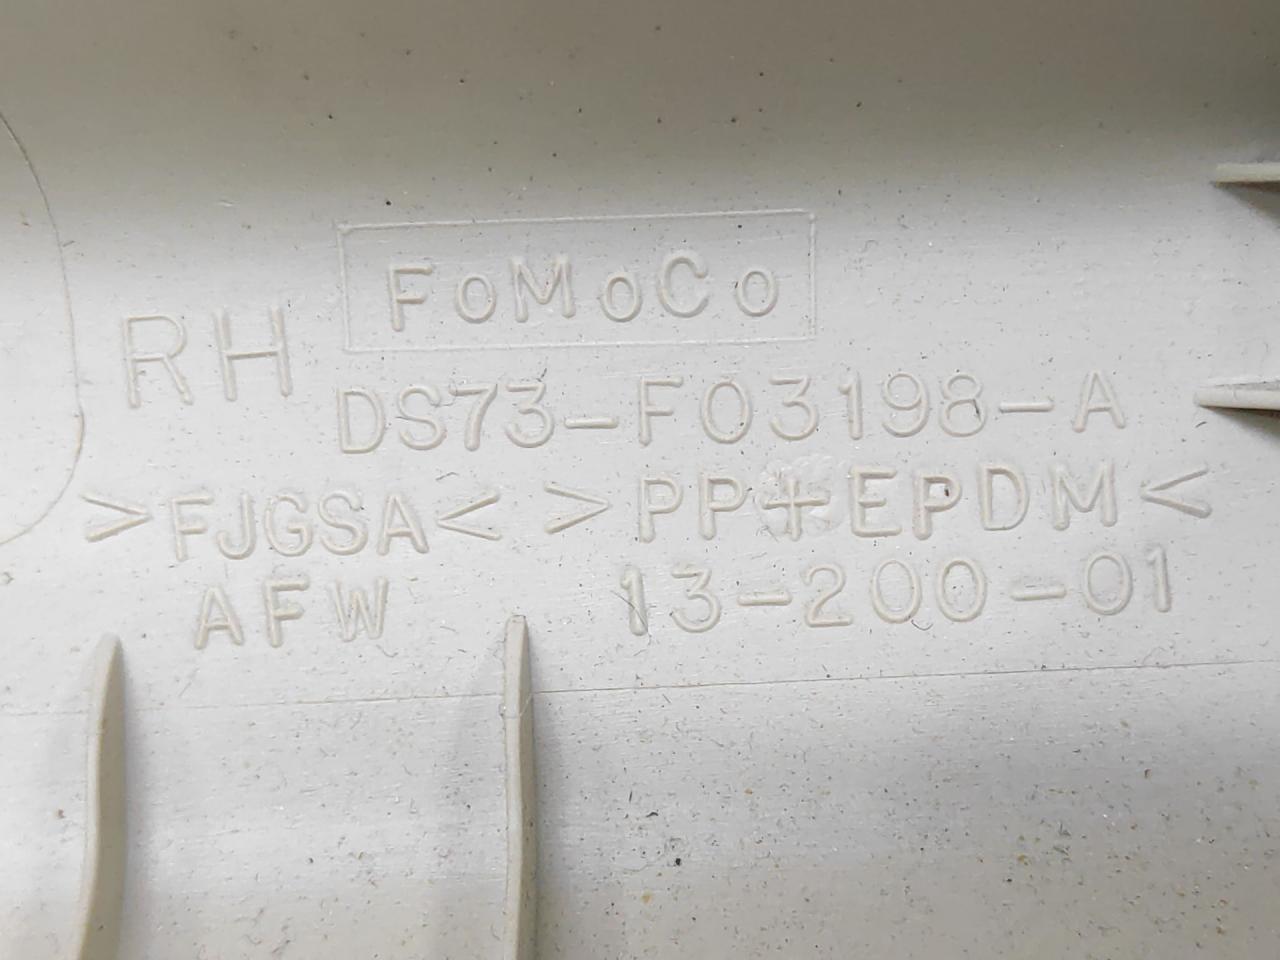 FoMoCo
RH
DS73-F03198-A
>FJGSA< >PP+EPDM<
AFW 13-200-01